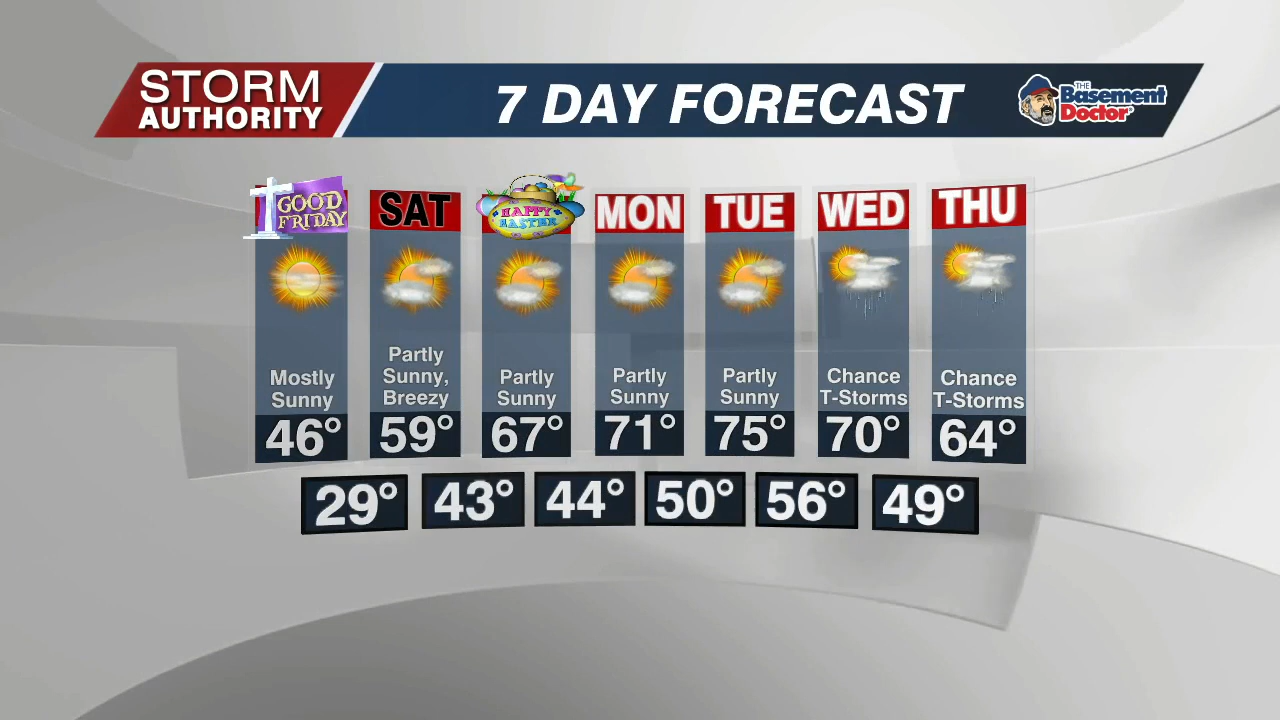 STORM
AUTHORITY
7 DAY FORECAST
THE
Basement
Doctor
GOOD
FRIDAY
SAT
HAPPY
EASTER
MON
TUE
WED
THU
Mostly
Sunny
Partly
Sunny,
Breezy
Partly
Sunny
Partly
Sunny
Partly
Sunny
Chance
T-Storms
Chance
T-Storms
46° 59° 67° 71° 75° 70° 64°
29° 43° 44° 50° 56° 49°